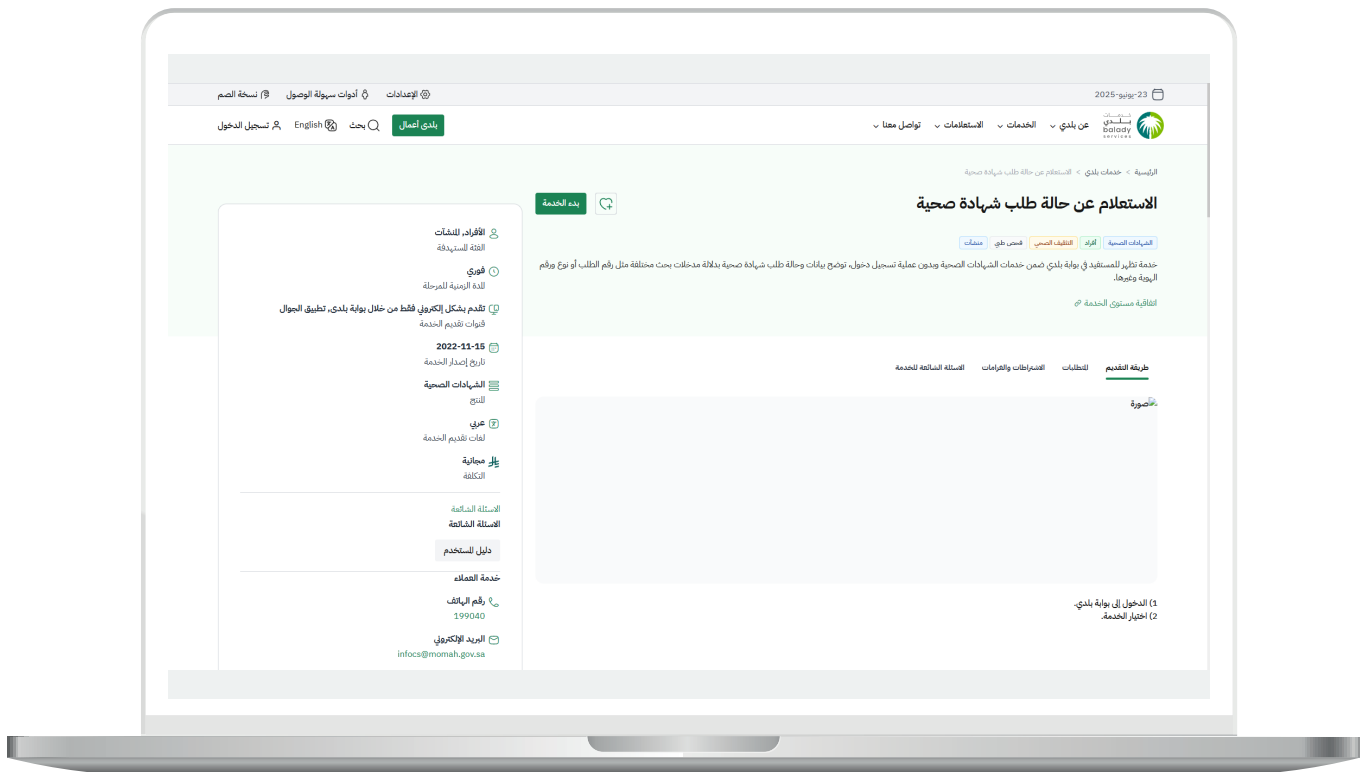 23-يونيو-2025
الإعدادات
أدوات سهولة الوصول
نسخة الصم
خدمات
بلدي
balady
services
عن بلدي
الخدمات
الاستعلامات
تواصل معنا
بلدي أعمال
بحث
English
تسجيل الدخول
الرئيسية > خدمات بلدي > الاستعلام عن حالة طلب شهادة صحية
الاستعلام عن حالة طلب شهادة صحية
بدء الخدمة
الشهادات الصحية
أفراد
التثقيف الصحي
فحص طبي
منشآت
خدمة تظهر للمستفيد في بوابة بلدي ضمن خدمات الشهادات الصحية وبدون عملية تسجيل دخول، توضح بيانات وحالة طلب شهادة صحية بدلالة مدخلات بحث مختلفة مثل رقم الطلب أو نوع ورقم
الهوية وغيرها.
اتفاقية مستوى الخدمة
طريقة التقديم
المتطلبات
الاشتراطات والغرامات
الاسئلة الشائعة للخدمة
صورة
1) الدخول إلى بوابة بلدي.
2) اختيار الخدمة.
الأفراد, المنشآت
الفئة المستهدفة
فوري
المدة الزمنية للمرحلة
تقدم بشكل إلكتروني فقط من خلال بوابة بلدي, تطبيق الجوال
قنوات تقديم الخدمة
2022-11-15
تاريخ إصدار الخدمة
الشهادات الصحية
المنتج
عربي
لغات تقديم الخدمة
مجانية
التكلفة
الاسئلة الشائعة
الاسئلة الشائعة
دليل المستخدم
خدمة العملاء
رقم الهاتف
199040
البريد الإلكتروني
infocs@momah.gov.sa